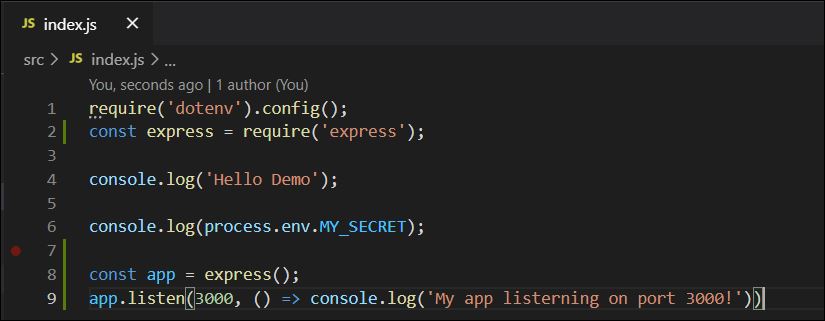 JS index.js ×
src > JS index.js > ...
You, seconds ago | 1 author (You)
1 require('dotenv').config();
2 const express = require('express');
3
4 console.log('Hello Demo');
5
6 console.log(process.env.MY_SECRET);
7
8 const app = express();
9 app.listen(3000, () => console.log('My app listerning on port 3000!'))